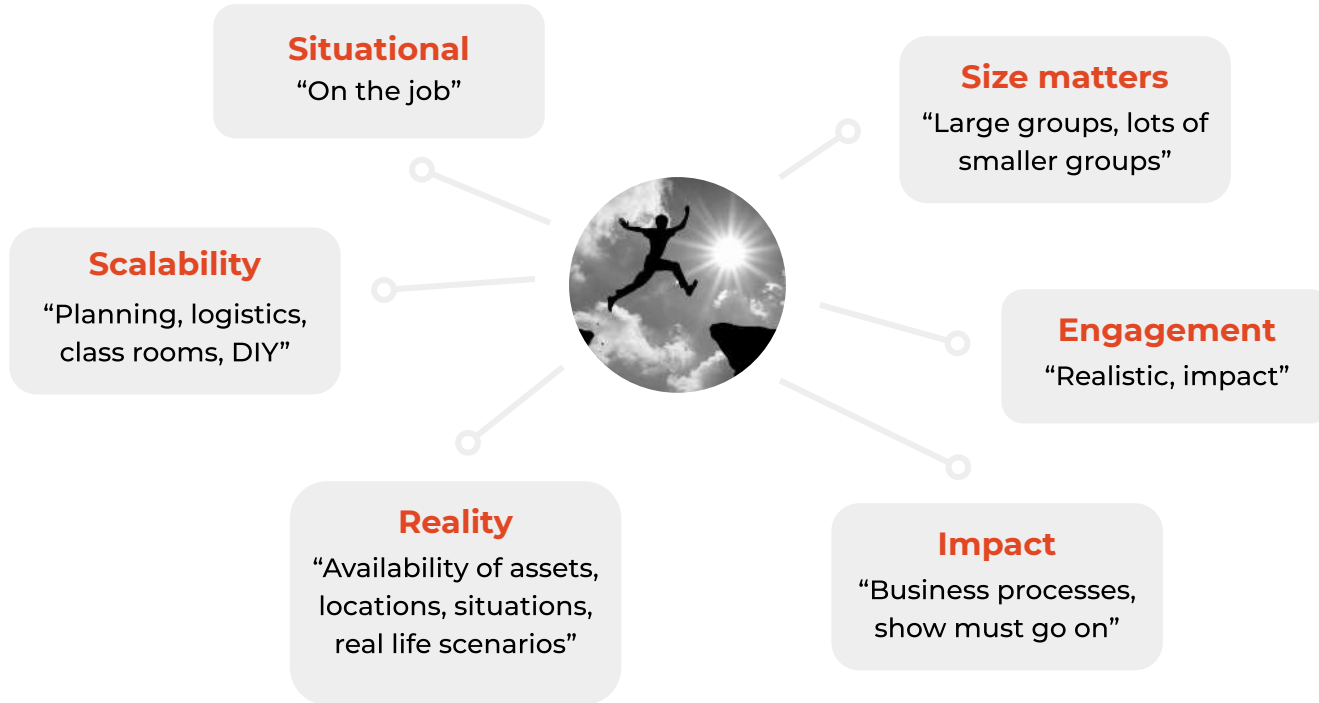 Situational
“On the job”
Size matters
“Large groups, lots of
smaller groups”
Scalability
“Planning, logistics,
class rooms, DIY”
Engagement
“Realistic, impact”
Reality
“Availability of assets,
locations, situations,
real life scenarios”
Impact
“Business processes,
show must go on”